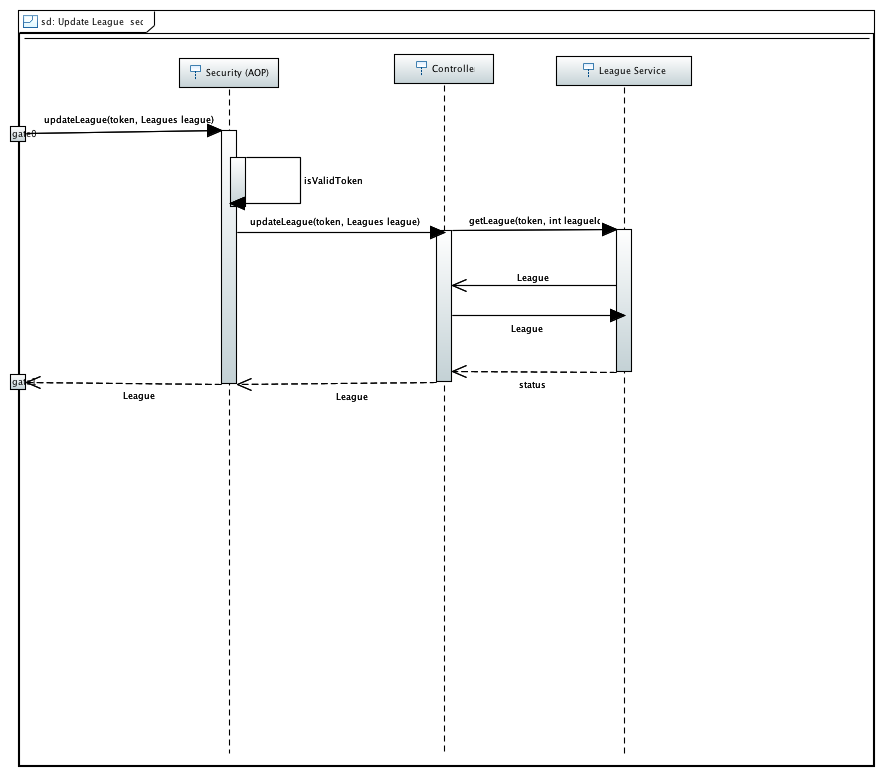 sd: Update League sec
Security (AOP)
Controlle
League Service
updateLeague(token, Leagues league)
gate0
isValidToken
updateLeague(token, Leagues league)
getLeague(token, int leagueId
League
League
gate
status
League
League